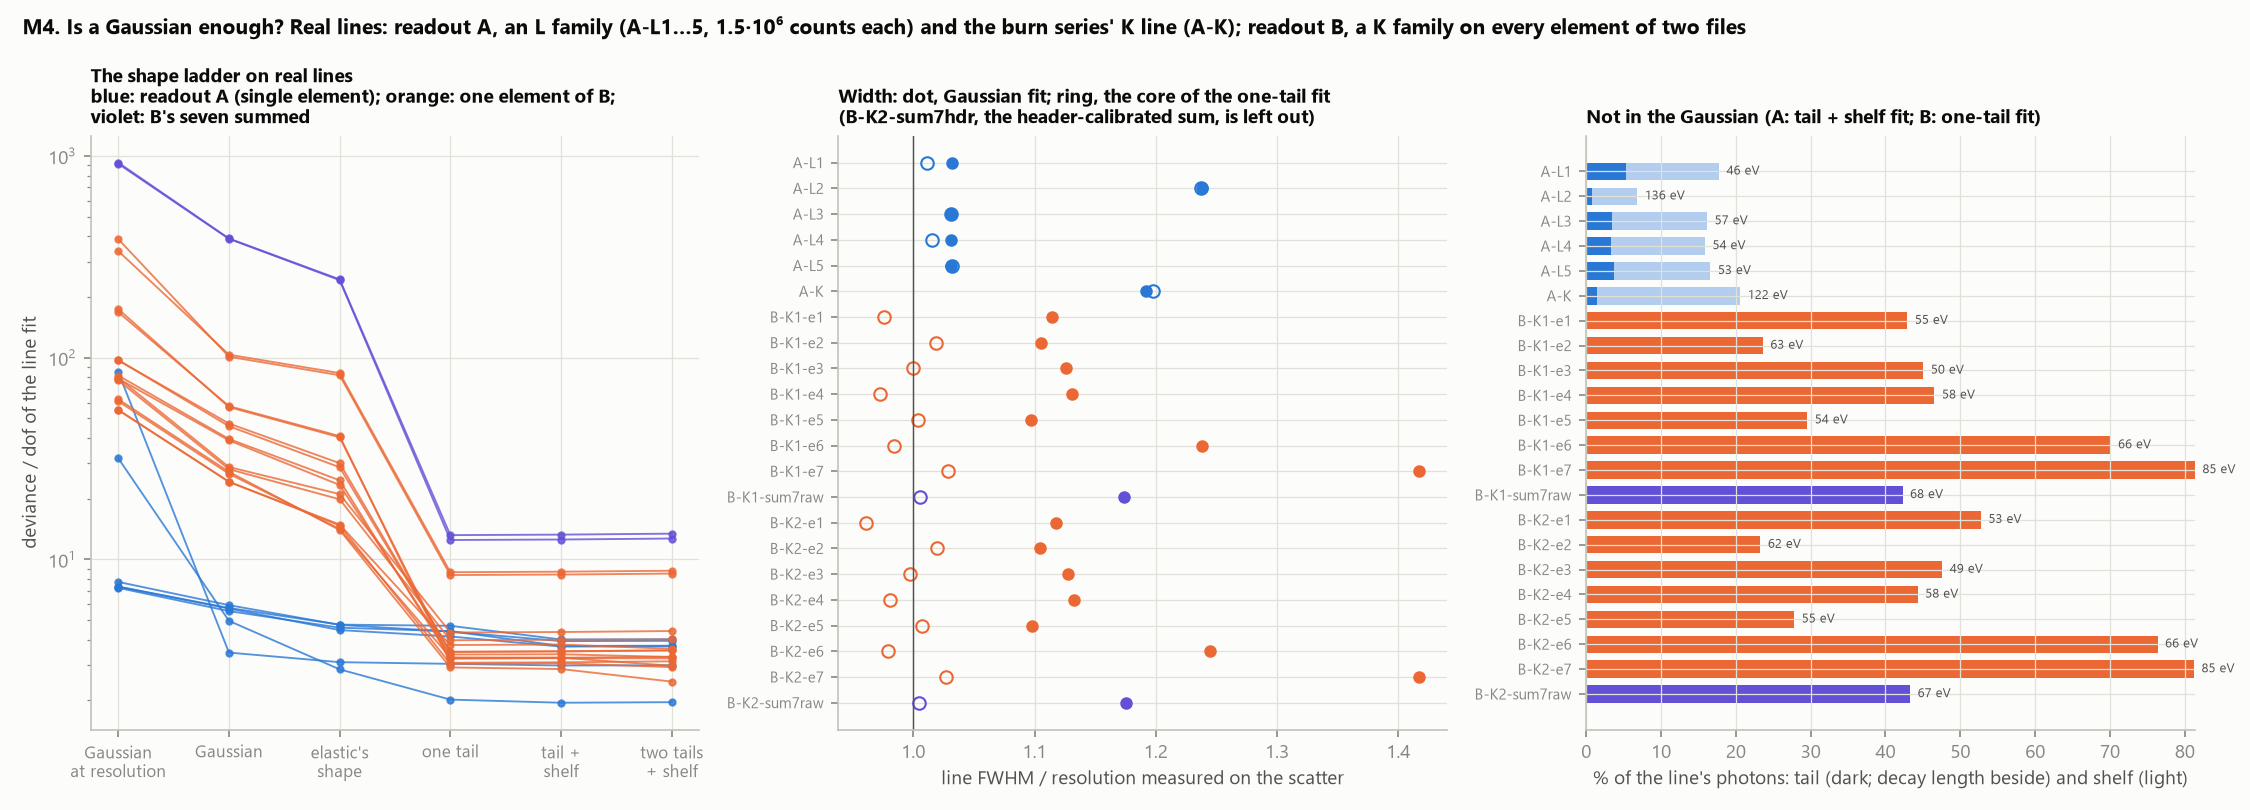 M4. Is a Gaussian enough? Real lines: readout A, an L family (A-L1…5, 1.5·10⁶ counts each) and the burn series' K line (A-K); readout B, a K family on every element of two files
The shape ladder on real lines
blue: readout A (single element); orange: one element of B;
violet: B's seven summed
deviance / dof of the line fit
10³
10²
10¹
Gaussian
at resolution
Gaussian
elastic's
shape
one tail
tail +
shelf
two tails
+ shelf
Width: dot, Gaussian fit; ring, the core of the one-tail fit
(B-K2-sum7hdr, the header-calibrated sum, is left out)
A-L1
A-L2
A-L3
A-L4
A-L5
A-K
B-K1-e1
B-K1-e2
B-K1-e3
B-K1-e4
B-K1-e5
B-K1-e6
B-K1-e7
B-K1-sum7raw
B-K2-e1
B-K2-e2
B-K2-e3
B-K2-e4
B-K2-e5
B-K2-e6
B-K2-e7
B-K2-sum7raw
1.0 1.1 1.2 1.3 1.4
line FWHM / resolution measured on the scatter
Not in the Gaussian (A: tail + shelf fit; B: one-tail fit)
A-L1 46 eV
A-L2 136 eV
A-L3 57 eV
A-L4 54 eV
A-L5 53 eV
A-K 122 eV
B-K1-e1 55 eV
B-K1-e2 63 eV
B-K1-e3 50 eV
B-K1-e4 58 eV
B-K1-e5 54 eV
B-K1-e6 66 eV
B-K1-e7 85 eV
B-K1-sum7raw 68 eV
B-K2-e1 53 eV
B-K2-e2 62 eV
B-K2-e3 49 eV
B-K2-e4 58 eV
B-K2-e5 55 eV
B-K2-e6 66 eV
B-K2-e7 85 eV
B-K2-sum7raw 67 eV
0 10 20 30 40 50 60 70 80
% of the line's photons: tail (dark; decay length beside) and shelf (light)